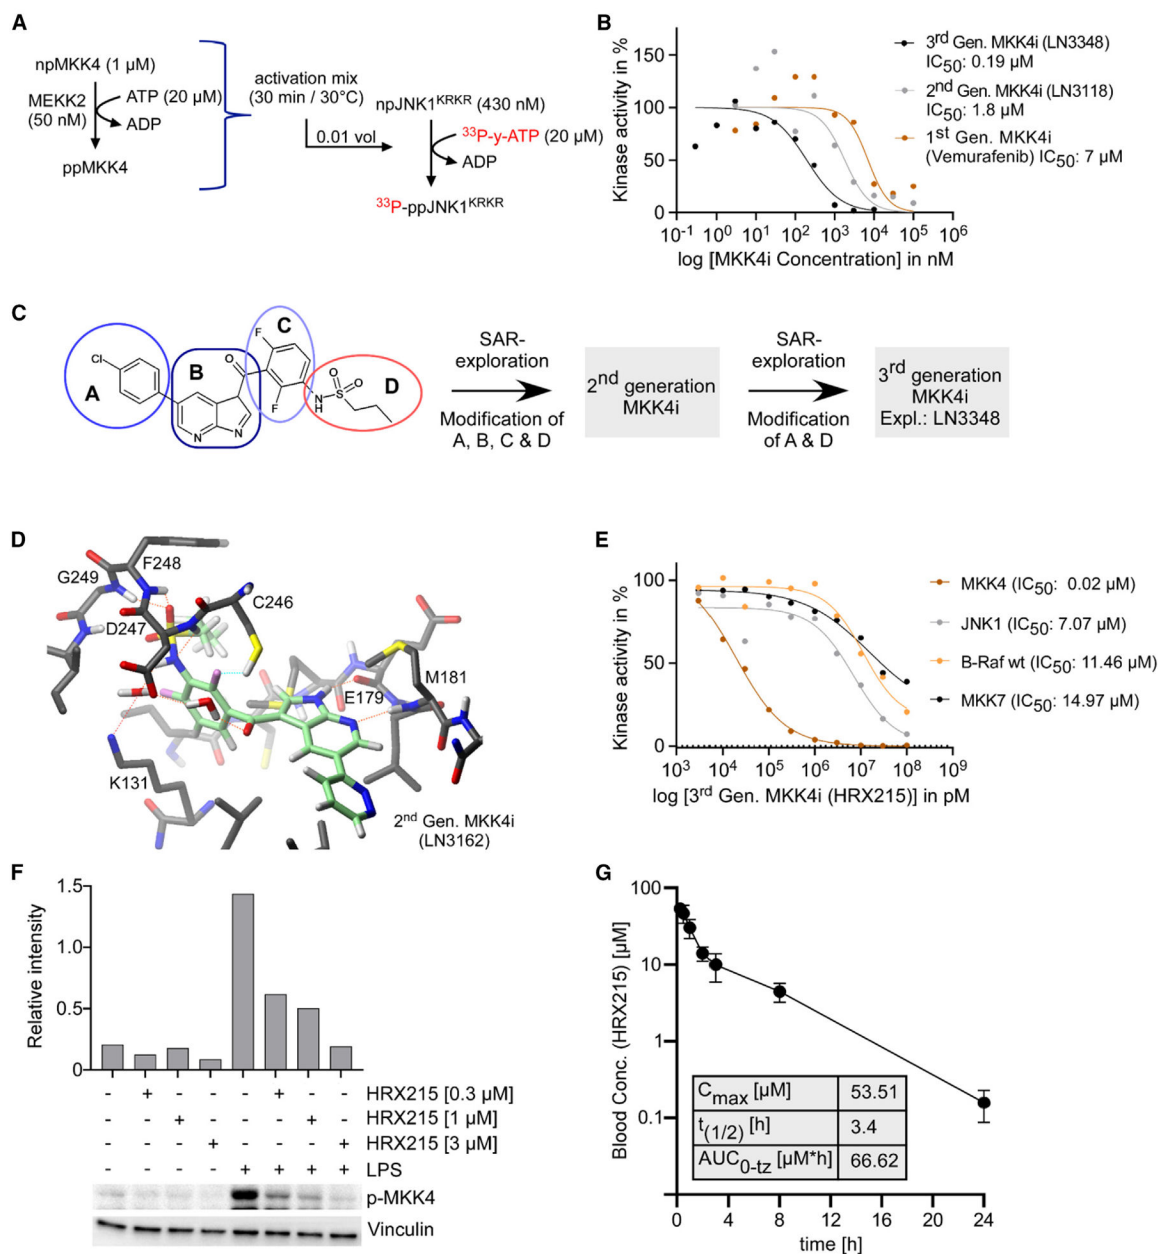 A
npMKK4 (1 µM)
MEKK2
(50 nM)
ATP (20 µM)
ADP
ppMKK4
activation mix
(30 min / 30°C)
0.01 vol
npJNK1KRKR (430 nM)
33P-y-ATP (20 µM)
ADP
33P-ppJNK1KRKR
B
Kinase activity in %
150
100
50
0
10-1 100 101 102 103 104 105 106
log [MKK4i Concentration] in nM
3rd Gen. MKK4i (LN3348)
IC50: 0.19 µM
2nd Gen. MKK4i (LN3118)
IC50: 1.8 µM
1st Gen. MKK4i
(Vemurafenib) IC50: 7 µM
C
Cl
A
B
N
N
O
F
C
F
N
H
O
S
O
D
SAR-
exploration
Modification of
A, B, C & D
2nd generation
MKK4i
SAR-
exploration
Modification
of A & D
3rd generation
MKK4i
Expl.: LN3348
D
F248
G249
C246
D247
M181
E179
K131
2nd Gen. MKK4i
(LN3162)
E
Kinase activity in %
100
50
0
103 104 105 106 107 108 109
log [3rd Gen. MKK4i (HRX215)] in pM
MKK4 (IC50: 0.02 µM)
JNK1 (IC50: 7.07 µM)
B-Raf wt (IC50: 11.46 µM)
MKK7 (IC50: 14.97 µM)
F
Relative intensity
1.5
1.0
0.5
0
- + - - - + - - HRX215 [0.3 µM]
- - + - - - + - HRX215 [1 µM]
- - - + - - - + HRX215 [3 µM]
- - - - + + + + LPS
p-MKK4
Vinculin
G
Blood Conc. (HRX215) [µM]
100
10
1
0.1
Cmax [µM] 53.51
t(1/2) [h] 3.4
AUC0-tz [µM*h] 66.62
0 4 8 12 16 20 24
time [h]